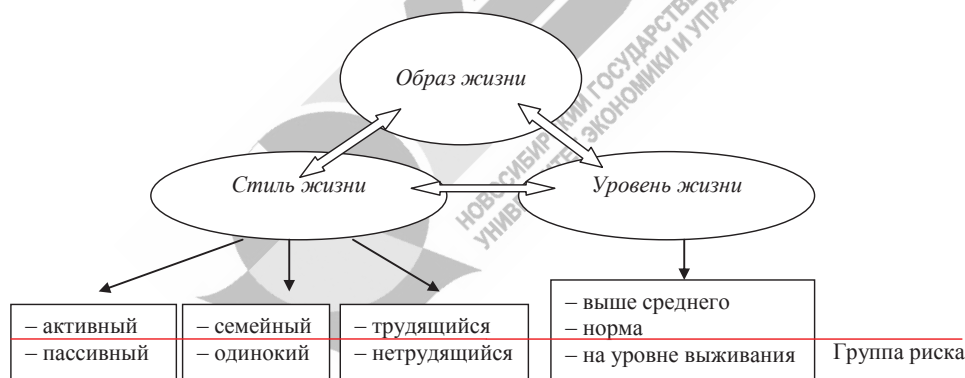 Образ жизни
Стиль жизни
Уровень жизни
– активный
– пассивный
– семейный
– одинокий
– трудящийся
– нетрудящийся
– выше среднего
– норма
– на уровне выживания
Группа риска